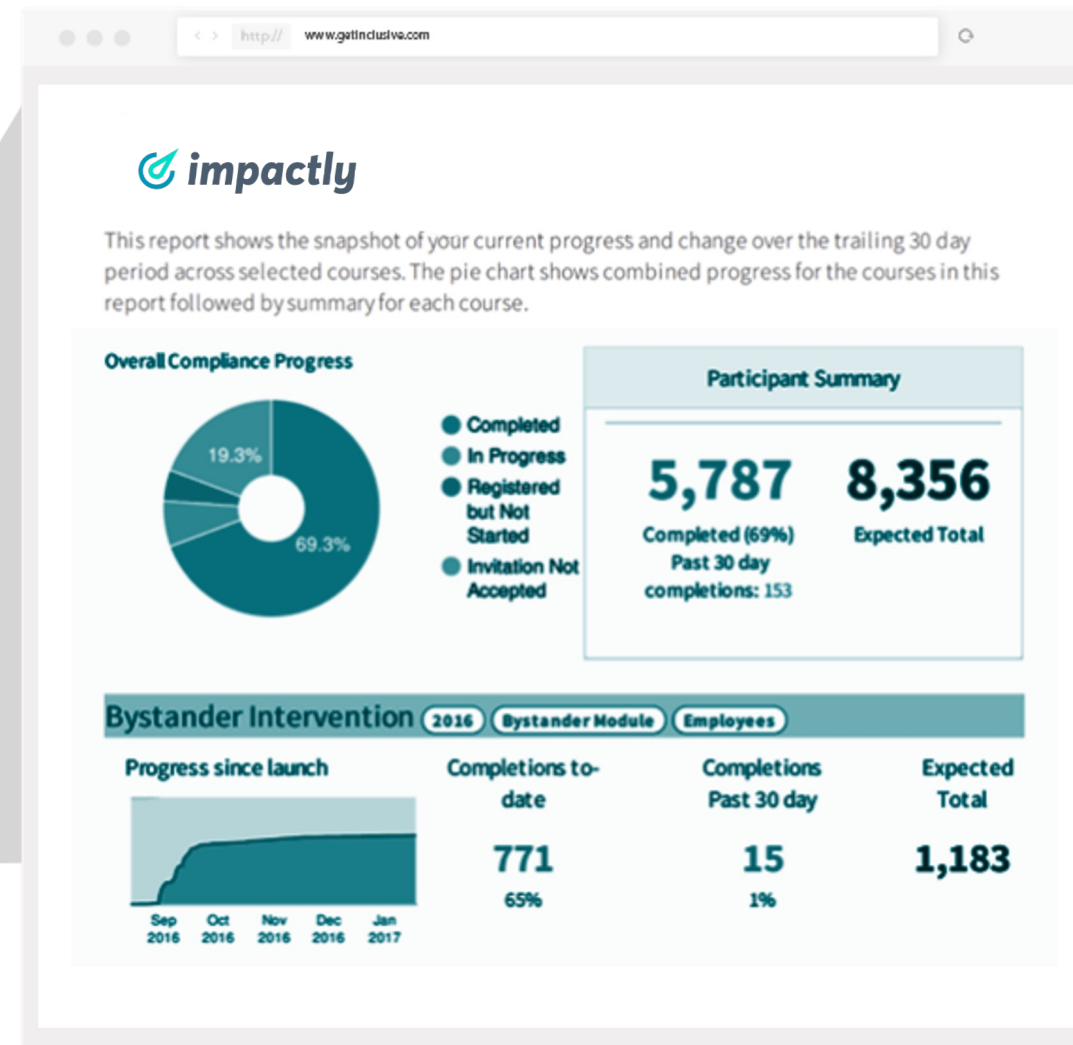 http:// www.getinclusive.com
impactly
This report shows the snapshot of your current progress and change over the trailing 30 day
period across selected courses. The pie chart shows combined progress for the courses in this
report followed by summary for each course.
Overall Compliance Progress
19.3%
69.3%
Completed
In Progress
Registered
but Not
Started
Invitation Not
Accepted
Participant Summary
5,787
Completed (69%)
Past 30 day
completions: 153
8,356
Expected Total
Bystander Intervention 2016 Bystander Module Employees
Progress since launch
Sep
2016
Oct
2016
Nov
2016
Dec
2016
Jan
2017
Completions to-
date
771
65%
Completions
Past 30 day
15
1%
Expected
Total
1,183